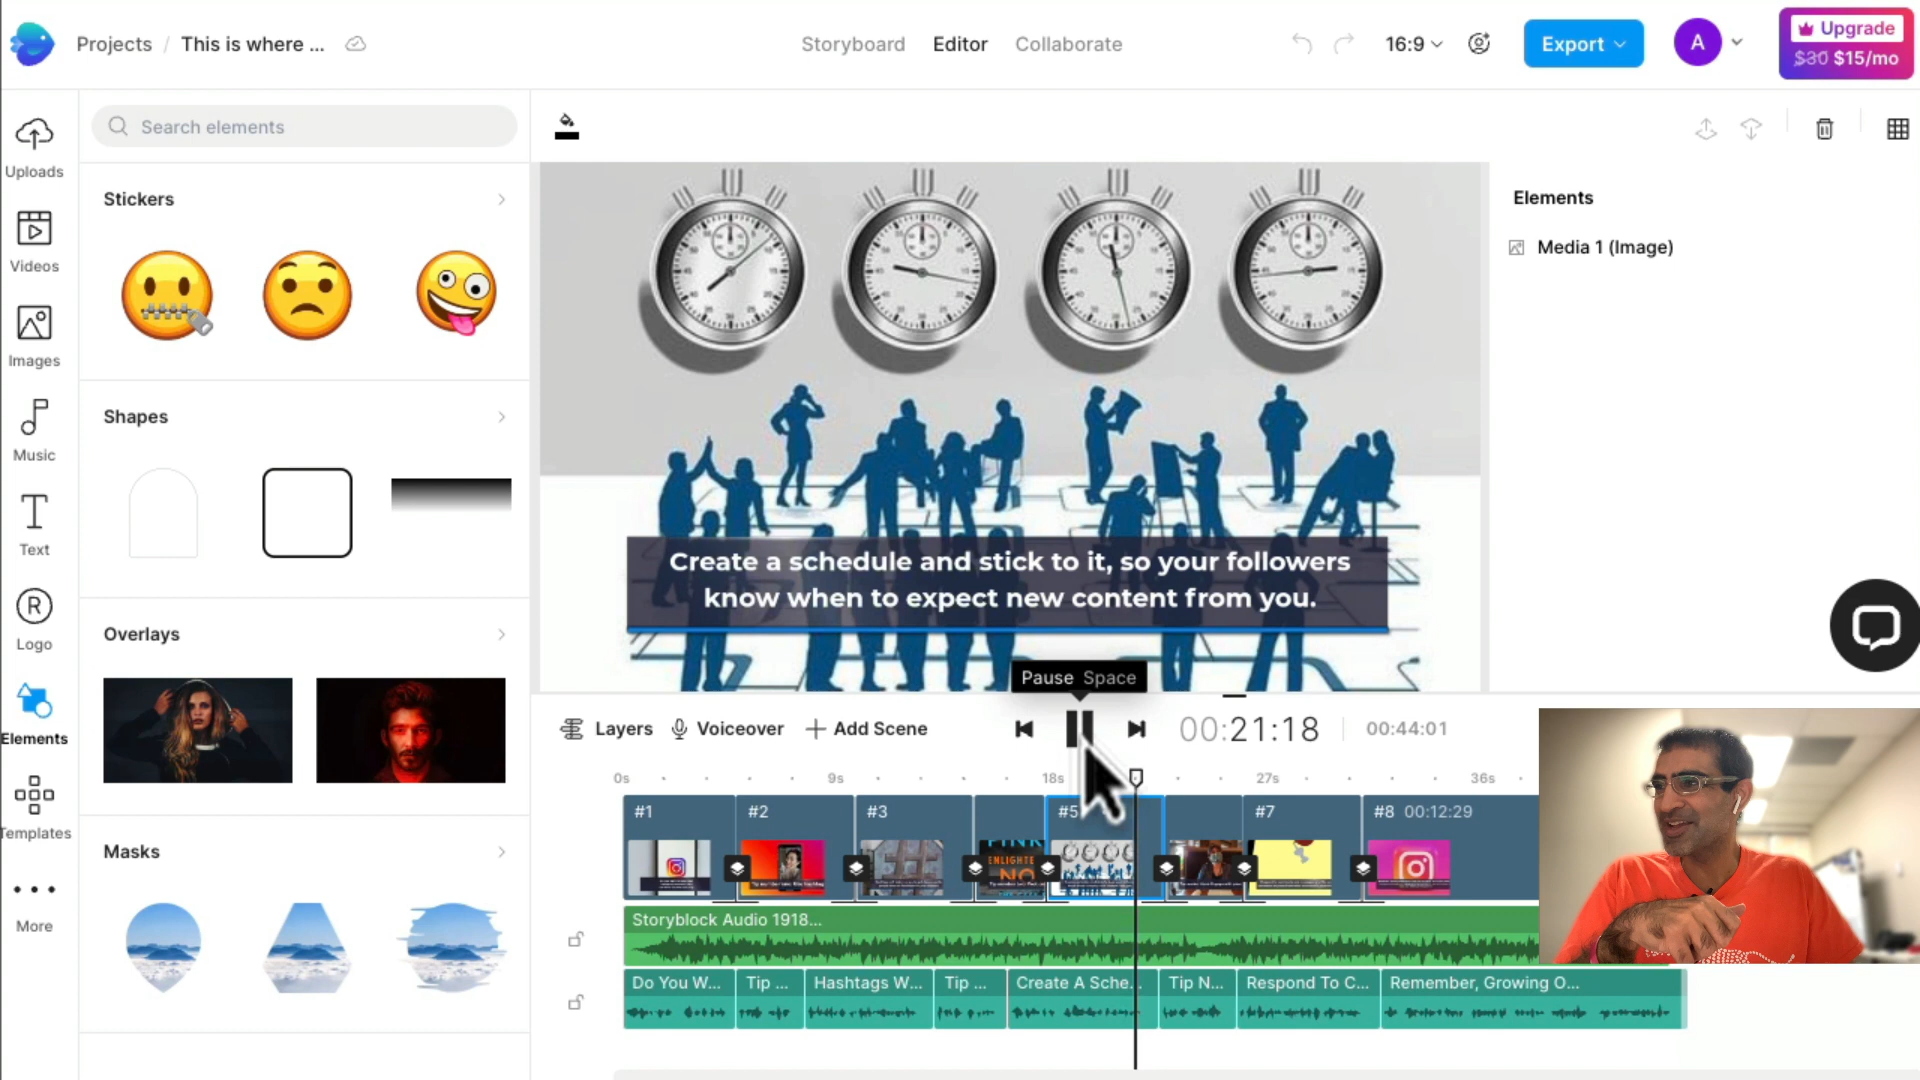 Projects / This is where ...
Storyboard
Editor
Collaborate
16:9
Export
A
Upgrade
$30 $15/mo
Uploads
Videos
Images
Music
Text
Logo
Elements
Templates
More
Search elements
Stickers
Shapes
Overlays
Masks
Elements
Media 1 (Image)
Create a schedule and stick to it, so your followers
know when to expect new content from you.
Pause Space
Layers
Voiceover
Add Scene
00:21:18
00:44:01
0s
9s
18s
27s
36s
#1
#2
#3
#5
#7
#8 00:12:29
ENLIGHTE
NO
Storyblock Audio 1918...
Do You W...
Tip ...
Hashtags W...
Tip ...
Create A Sche...
Tip N...
Respond To C...
Remember, Growing O...